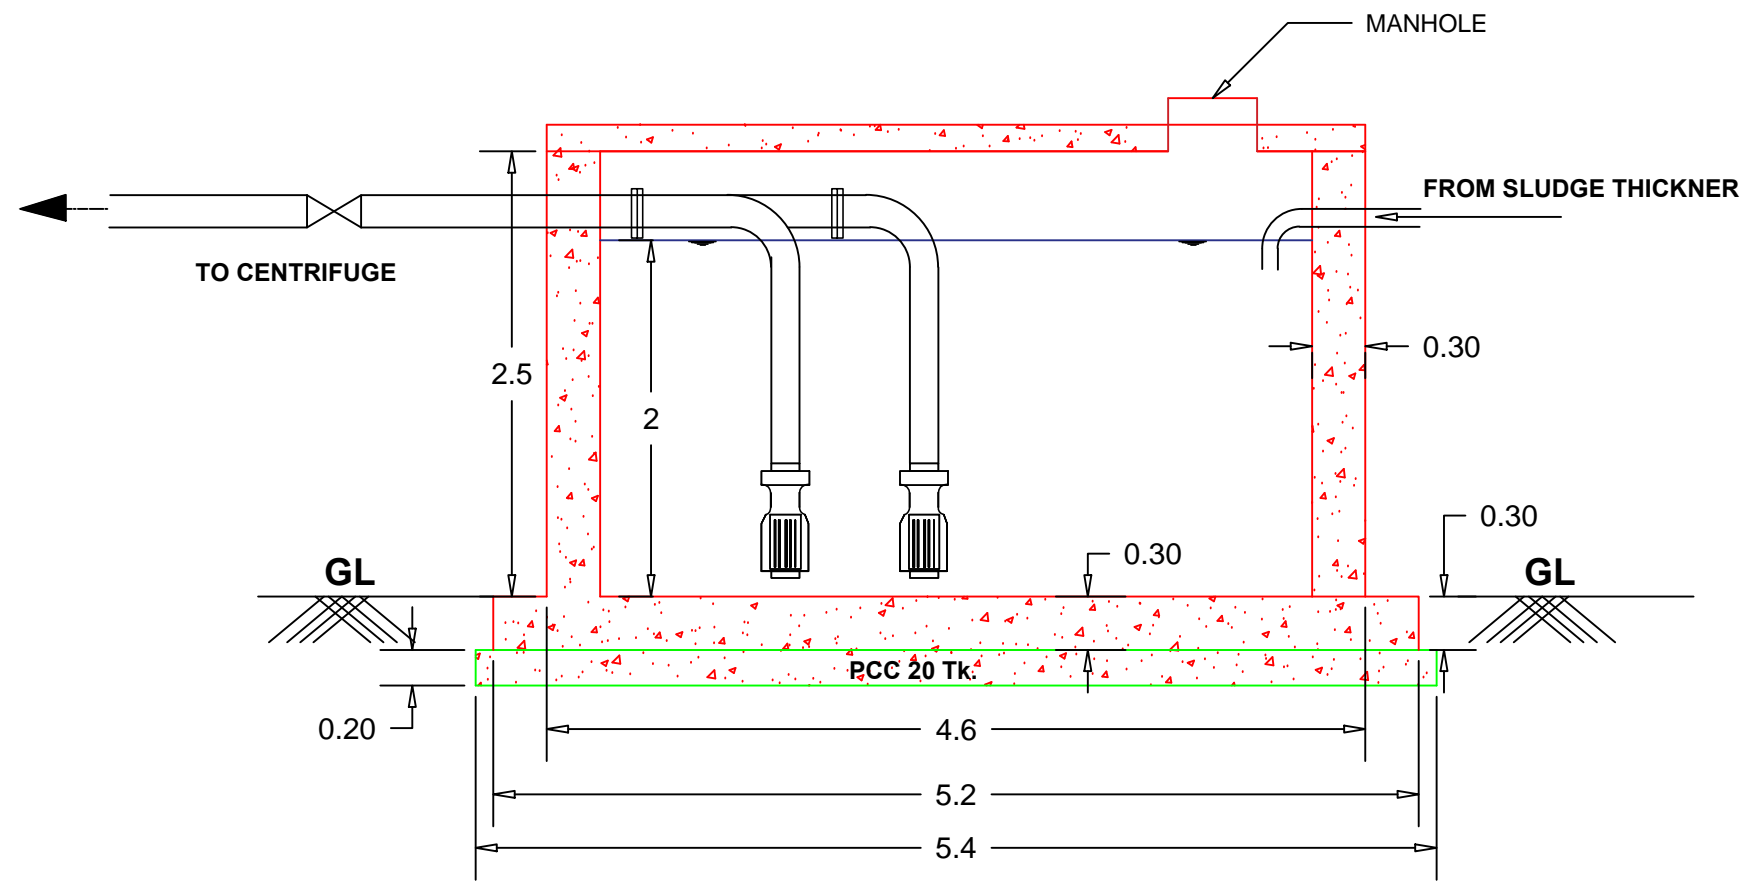 MANHOLE
FROM SLUDGE THICKNER
TO CENTRIFUGE
0.30
2.5
2
0.30
0.30
GL
GL
PCC 20 Tk.
0.20
4.6
5.2
5.4